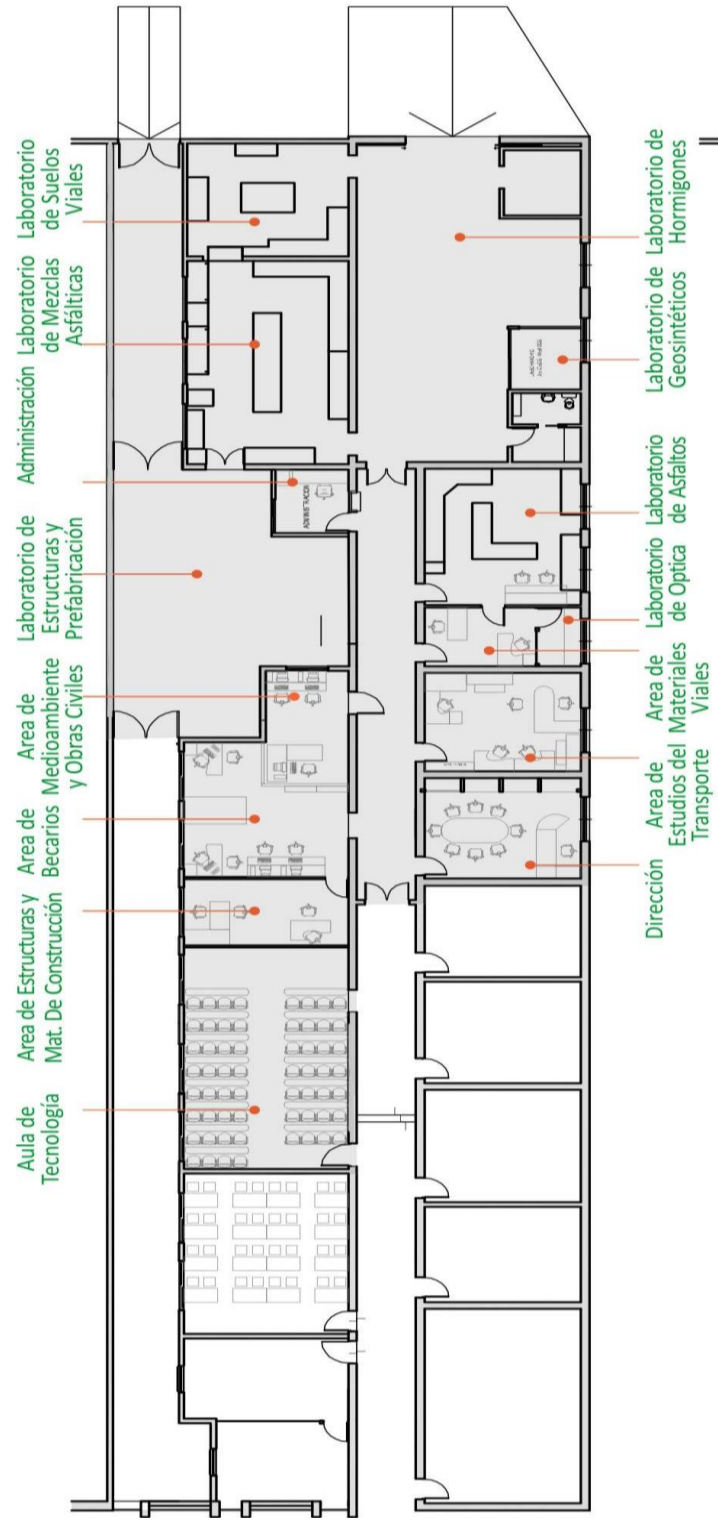 Aula de
Tecnología
Area de Estructuras y
Mat. De Construcción
Area de
Becarios
Area de
Medioambiente
y Obras Civiles
Laboratorio de
Estructuras y
Prefabricación
Administración
Laboratorio
de Mezclas
Asfálticas
Laboratorio
de Suelos
Viales
ADMINISTRACION
Dirección
Area de
Estudios del
Transporte
Area de
Materiales
Viales
Laboratorio
de Optica
Laboratorio
de Asfaltos
Laboratorio de
Geosintéticos
Laboratorio de
Hormigones